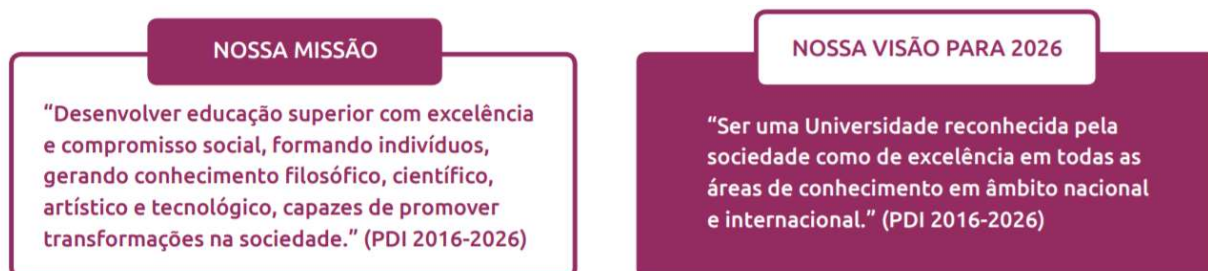 NOSSA MISSÃO
“Desenvolver educação superior com excelência
e compromisso social, formando indivíduos,
gerando conhecimento filosófico, científico,
artístico e tecnológico, capazes de promover
transformações na sociedade.” (PDI 2016-2026)
NOSSA VISÃO PARA 2026
“Ser uma Universidade reconhecida pela
sociedade como de excelência em todas as
áreas de conhecimento em âmbito nacional
e internacional.” (PDI 2016-2026)